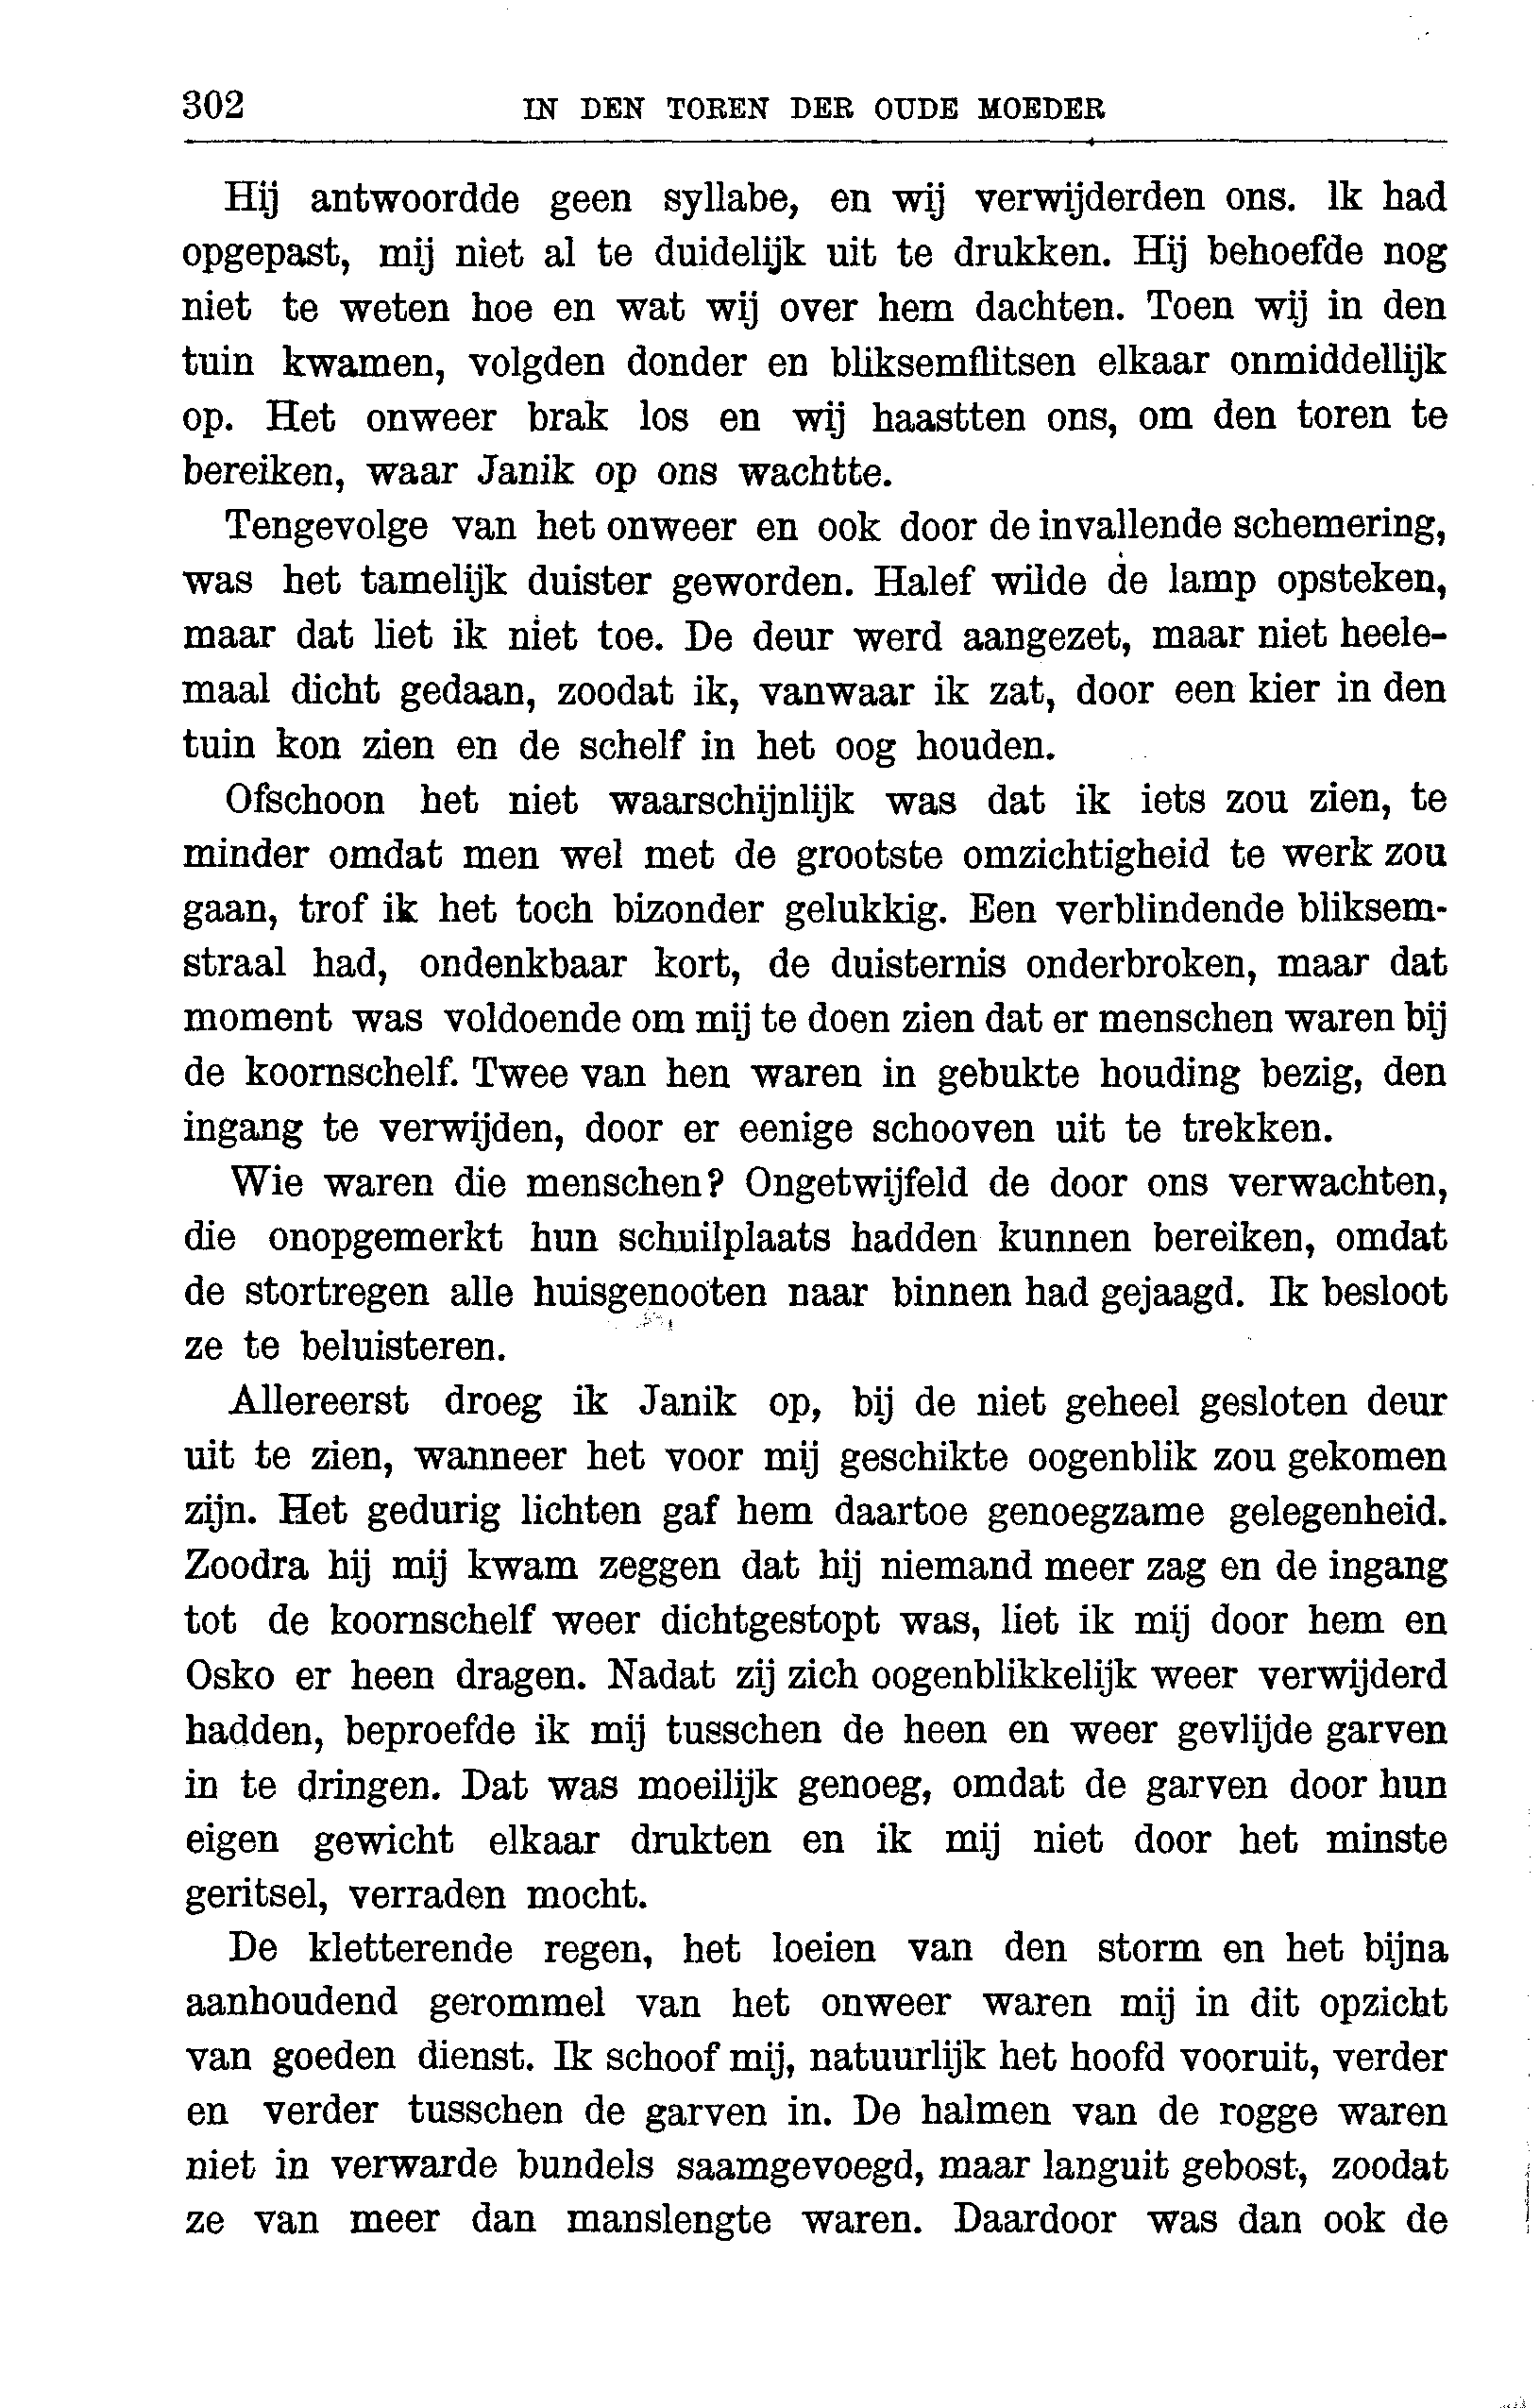 302 IN DEN TOREN DER OUDE MOEDER
Hij antwoordde geen syllabe, en wij verwijderden ons. Ik had
opgepast, mij niet al te duidelijk uit te drukken. Hij behoefde nog
niet te weten hoe en wat wij over hem dachten. Toen wij in den
tuin kwamen, volgden donder en bliksemflitsen elkaar onmiddellijk
op. Het onweer brak los en wij haastten ons, om den toren te
bereiken, waar Janik op ons wachtte.
Tengevolge van het onweer en ook door de invallende schemering,
was het tamelijk duister geworden. Halef wilde de lamp opsteken,
maar dat liet ik niet toe. De deur werd aangezet, maar niet heele-
maal dicht gedaan, zoodat ik, vanwaar ik zat, door een kier in den
tuin kon zien en de schelf in het oog houden.
Ofschoon het niet waarschijnlijk was dat ik iets zou zien, te
minder omdat men wel met de grootste omzichtigheid te werk zou
gaan, trof ik het toch bizonder gelukkig. Een verblindende bliksem-
straal had, ondenkbaar kort, de duisternis onderbroken, maar dat
moment was voldoende om mij te doen zien dat er menschen waren bij
de koornschelf. Twee van hen waren in gebukte houding bezig, den
ingang te verwijden, door er eenige schooven uit te trekken.
Wie waren die menschen? Ongetwijfeld de door ons verwachten,
die onopgemerkt hun schuilplaats hadden kunnen bereiken, omdat
de stortregen alle huisgenooten naar binnen had gejaagd. Ik besloot
ze te beluisteren.
Allereerst droeg ik Janik op, bij de niet geheel gesloten deur
uit te zien, wanneer het voor mij geschikte oogenblik zou gekomen
zijn. Het gedurig lichten gaf hem daartoe genoegzame gelegenheid.
Zoodra hij mij kwam zeggen dat hij niemand meer zag en de ingang
tot de koornschelf weer dichtgestopt was, liet ik mij door hem en
Osko er heen dragen. Nadat zij zich oogenblikkelijk weer verwijderd
hadden, beproefde ik mij tusschen de heen en weer gevlijde garven
in te dringen. Dat was moeilijk genoeg, omdat de garven door hun
eigen gewicht elkaar drukten en ik mij niet door het minste
geritsel, verraden mocht.
De kletterende regen, het loeien van den storm en het bijna
aanhoudend gerommel van het onweer waren mij in dit opzicht
van goeden dienst. Ik schoof mij, natuurlijk het hoofd vooruit, verder
en verder tusschen de garven in. De halmen van de rogge waren
niet in verwarde bundels saamgevoegd, maar languit gebost, zoodat
ze van meer dan manslengte waren. Daardoor was dan ook de